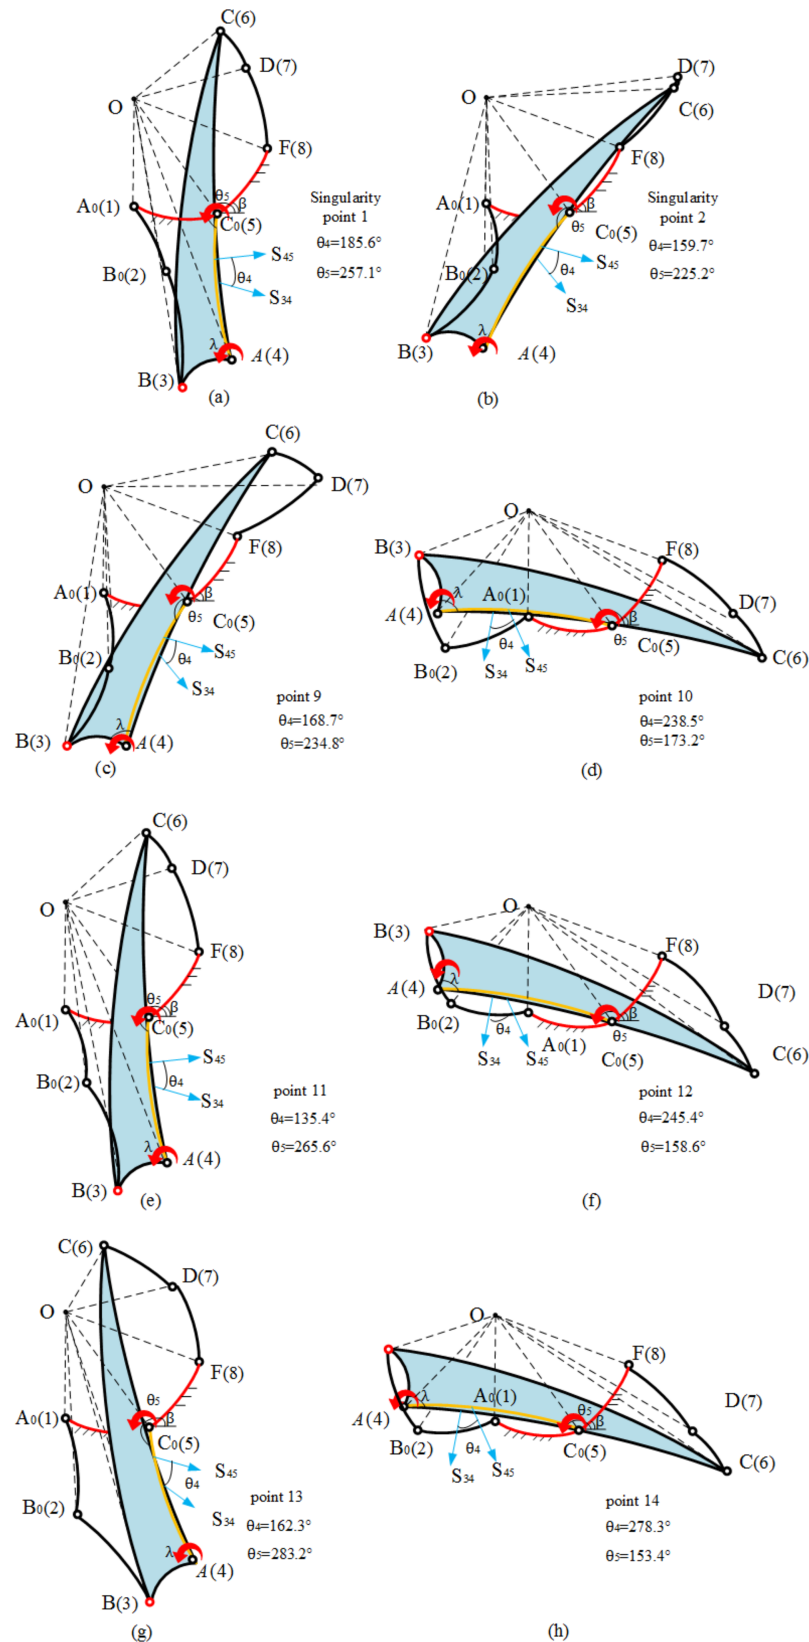 C(6)
D(7)
O
F(8)
A₀(1)
θ₅
β
C₀(5)
B₀(2)
S₄₅
θ₄
S₃₄
λ
A(4)
B(3)
Singularity
point 1
θ₄=185.6°
θ₅=257.1°
(a)
D(7)
C(6)
O
F(8)
A₀(1)
β
θ₅
C₀(5)
B₀(2)
S₄₅
θ₄
S₃₄
λ
B(3)
A(4)
Singularity
point 2
θ₄=159.7°
θ₅=225.2°
(b)
C(6)
O
D(7)
F(8)
A₀(1)
β
θ₅
C₀(5)
B₀(2)
S₄₅
θ₄
S₃₄
λ
B(3)
A(4)
point 9
θ₄=168.7°
θ₅=234.8°
(c)
O
B(3)
F(8)
λ
A₀(1)
D(7)
A(4)
β
θ₅
C₀(5)
θ₄
B₀(2)
S₃₄
S₄₅
C(6)
point 10
θ₄=238.5°
θ₅=173.2°
(d)
C(6)
D(7)
O
F(8)
θ₅
β
A₀(1)
C₀(5)
S₄₅
B₀(2)
θ₄
S₃₄
λ
A(4)
B(3)
point 11
θ₄=135.4°
θ₅=265.6°
(e)
O
B(3)
F(8)
λ
A(4)
D(7)
B₀(2)
β
θ₄
θ₅
A₀(1)
S₃₄
S₄₅
C₀(5)
C(6)
point 12
θ₄=245.4°
θ₅=158.6°
(f)
C(6)
D(7)
O
F(8)
θ₅
A₀(1)
β
C₀(5)
S₄₅
θ₄
B₀(2)
S₃₄
λ
A(4)
B(3)
point 13
θ₄=162.3°
θ₅=283.2°
(g)
O
F(8)
λ
A₀(1)
D(7)
A(4)
θ₅
β
B₀(2)
θ₄
C₀(5)
S₃₄
S₄₅
C(6)
point 14
θ₄=278.3°
θ₅=153.4°
(h)